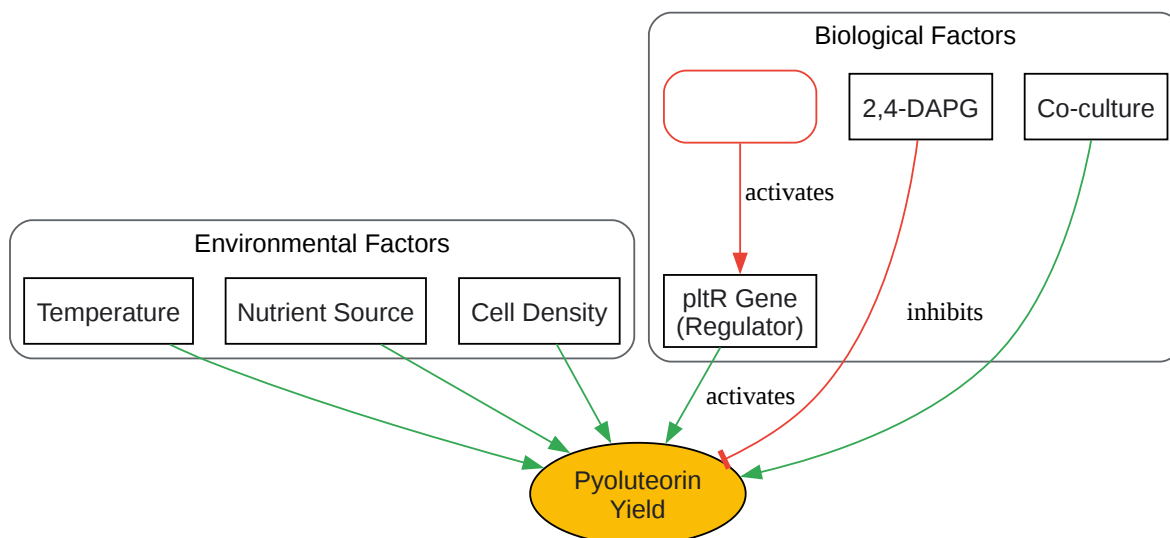 Biological Factors
2,4-DAPG
Co-culture
activates
Environmental Factors
Temperature
Nutrient Source
Cell Density
pltR Gene
(Regulator)
inhibits
activates
Pyoluteorin
Yield